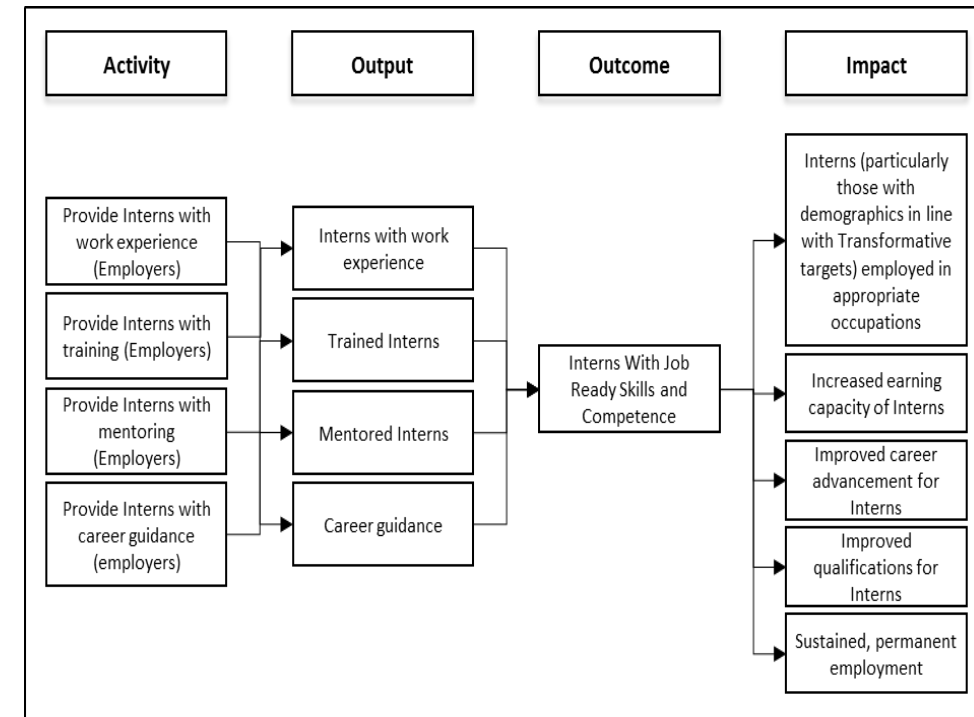 Activity
Output
Outcome
Impact
Provide Interns with
work experience
(Employers)
Provide Interns with
training (Employers)
Provide Interns with
mentoring
(Employers)
Provide Interns with
career guidance
(employers)
Interns with work
experience
Trained Interns
Mentored Interns
Career guidance
Interns With Job
Ready Skills and
Competence
Interns (particularly
those with
demographics in line
with Transformative
targets) employed in
appropriate
occupations
Increased earning
capacity of Interns
Improved career
advancement for
Interns
Improved
qualifications for
Interns
Sustained, permanent
employment